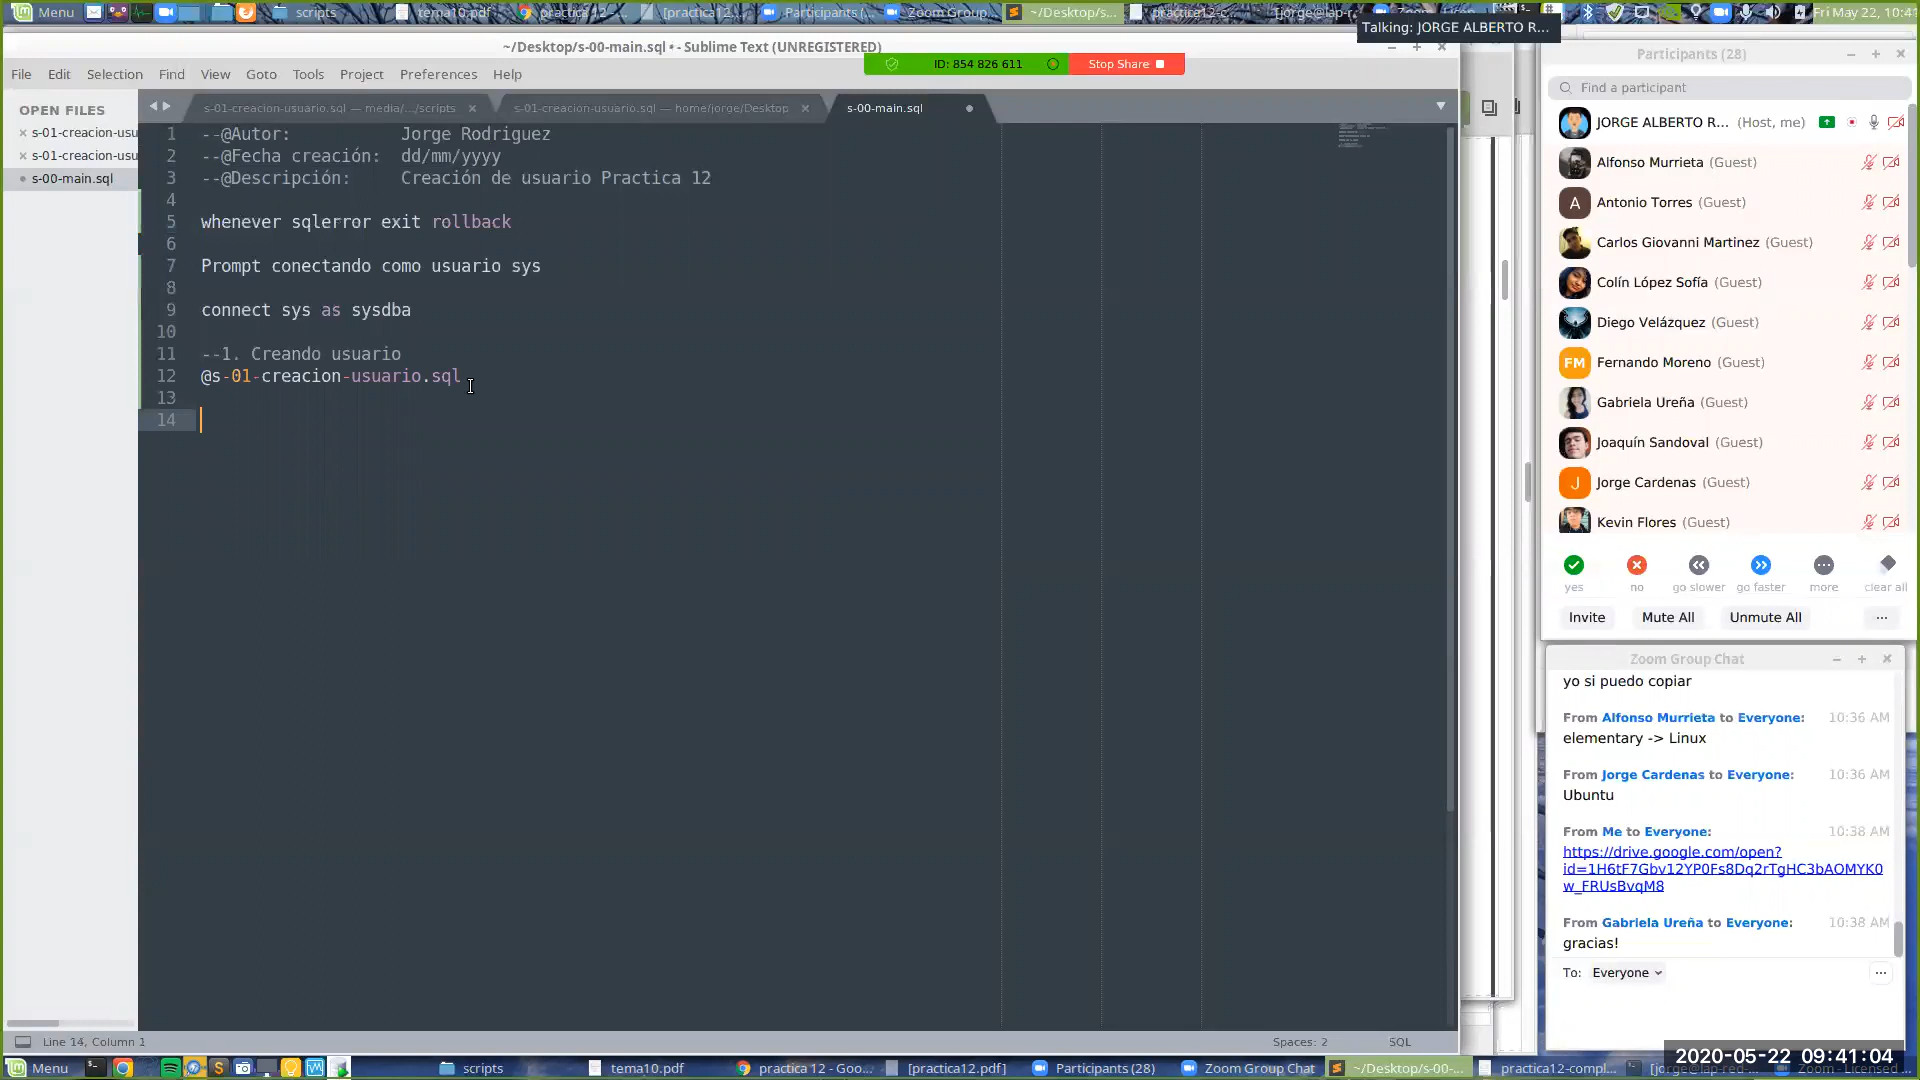 Menu
scripts
tema10.pdf
practica 12 - ...
[practica12....
Participants (...
Zoom Group...
~/Desktop/s...
practica12-c...
[jorge@lap-r...
Fri May 22, 10:4
Talking: JORGE ALBERTO R...
~/Desktop/s-00-main.sql • - Sublime Text (UNREGISTERED)
ID: 854 826 611
Stop Share
File Edit Selection Find View Goto Tools Project Preferences Help
OPEN FILES
s-01-creacion-usu
s-01-creacion-usu
s-00-main.sql
s-01-creacion-usuario.sql — media/.../scripts
s-01-creacion-usuario.sql — home/jorge/Desktop
s-00-main.sql
1 --@Autor: Jorge Rodriguez
2 --@Fecha creación: dd/mm/yyyy
3 --@Descripción: Creación de usuario Practica 12
4
5 whenever sqlerror exit rollback
6
7 Prompt conectando como usuario sys
8
9 connect sys as sysdba
10
11 --1. Creando usuario
12 @s-01-creacion-usuario.sql
13
14
Line 14, Column 1
Spaces: 2
SQL
Participants (28)
Find a participant
JORGE ALBERTO R... (Host, me)
Alfonso Murrieta (Guest)
A Antonio Torres (Guest)
Carlos Giovanni Martinez (Guest)
Colín López Sofía (Guest)
Diego Velázquez (Guest)
FM Fernando Moreno (Guest)
Gabriela Ureña (Guest)
Joaquín Sandoval (Guest)
J Jorge Cardenas (Guest)
Kevin Flores (Guest)
yes no go slower go faster more clear all
Invite Mute All Unmute All ...
Zoom Group Chat
yo si puedo copiar
From Alfonso Murrieta to Everyone: 10:36 AM
elementary -> Linux
From Jorge Cardenas to Everyone: 10:36 AM
Ubuntu
From Me to Everyone: 10:38 AM
https://drive.google.com/open?
id=1H6tF7Gbv12YP0Fs8Dq2rTgHC3bAOMYK0
w_FRUsBvqM8
From Gabriela Ureña to Everyone: 10:38 AM
gracias!
To: Everyone
Menu
scripts
tema10.pdf
practica 12 - Goo...
[practica12.pdf]
Participants (28)
Zoom Group Chat
~/Desktop/s-00-...
practica12-compl...
[jorge@lap-red-...
Zoom - Licensed
2020-05-22 09:41:04